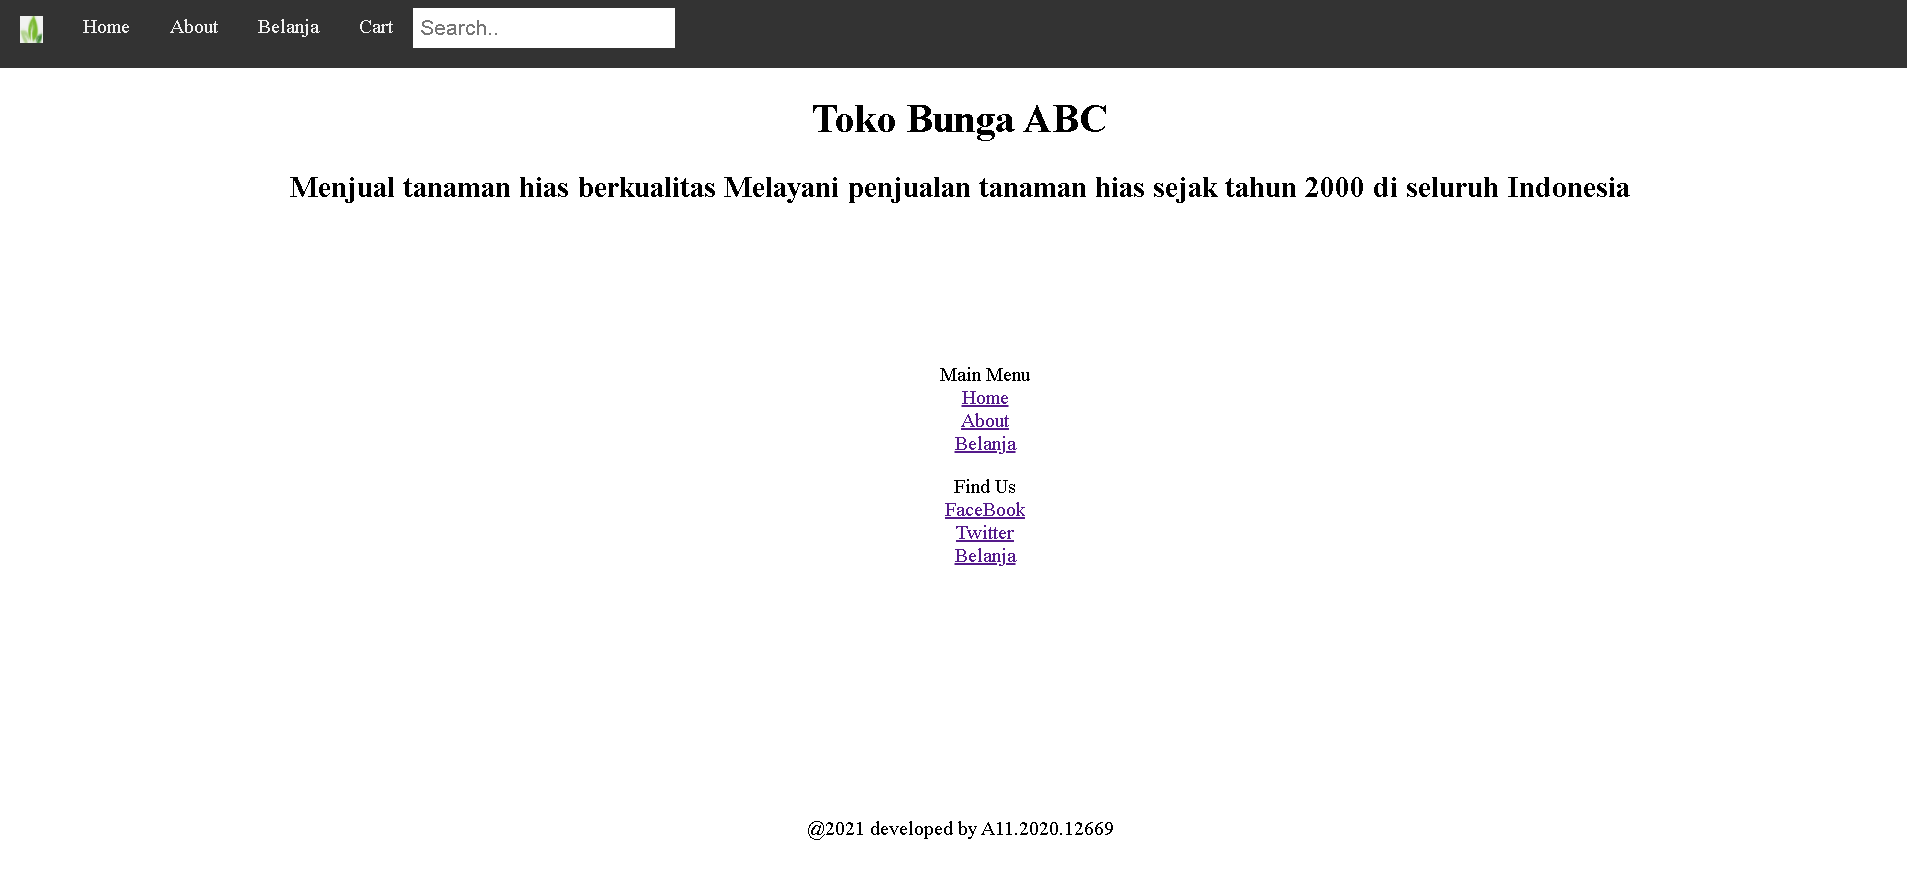 Home About Belanja Cart Search..
Toko Bunga ABC
Menjual tanaman hias berkualitas Melayani penjualan tanaman hias sejak tahun 2000 di seluruh Indonesia
Main Menu
Home
About
Belanja
Find Us
FaceBook
Twitter
Belanja
@2021 developed by A11.2020.12669